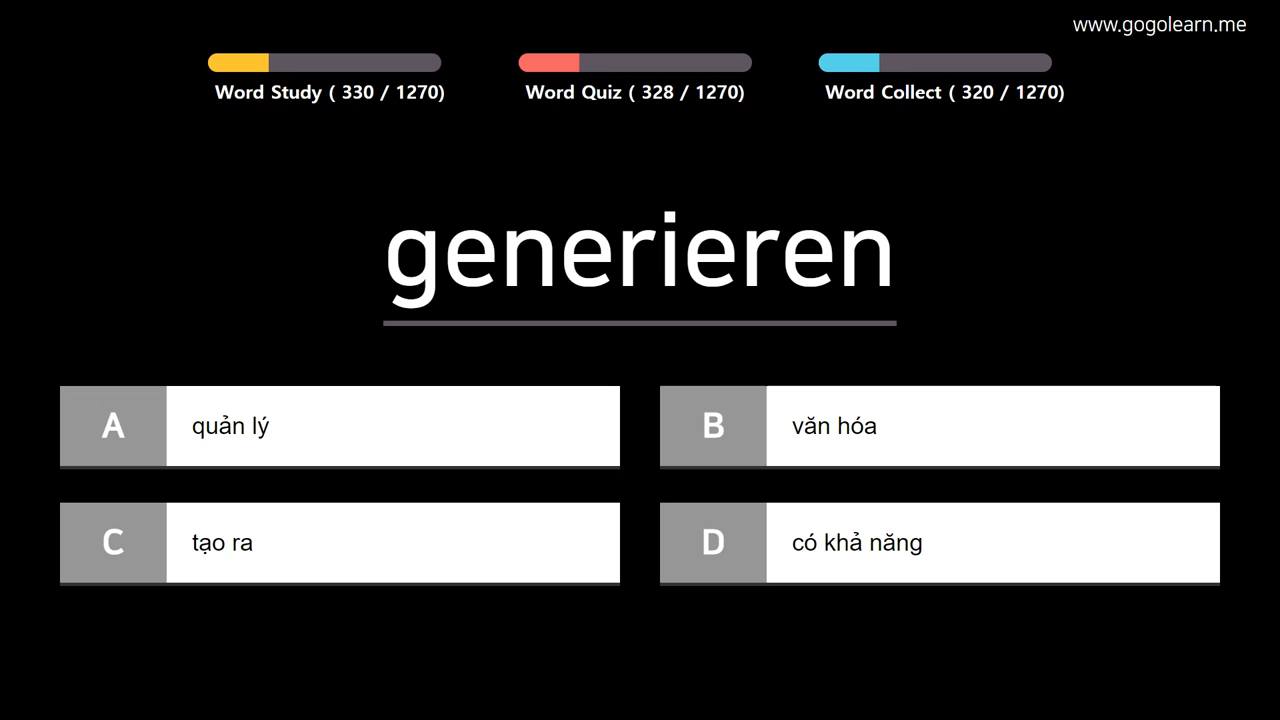 www.gogolearn.me
Word Study ( 330 / 1270)
Word Quiz ( 328 / 1270)
Word Collect ( 320 / 1270)
generieren
A quản lý
B văn hóa
C tạo ra
D có khả năng